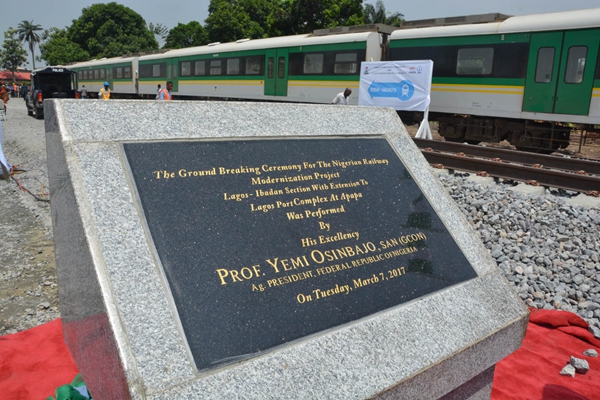 The Ground Breaking Ceremony For The Nigerian Railway
Modernization Project
Lagos- Ibadan Section With Extension To
Lagos Port Complex At Apapa
Was Performed
By
His Excellency
PROF. YEMI OSINBAJO, SAN (GCON)
Ag. PRESIDENT, FEDERAL REPUBLIC OF NIGERIA
On Tuesday, March 7, 2017